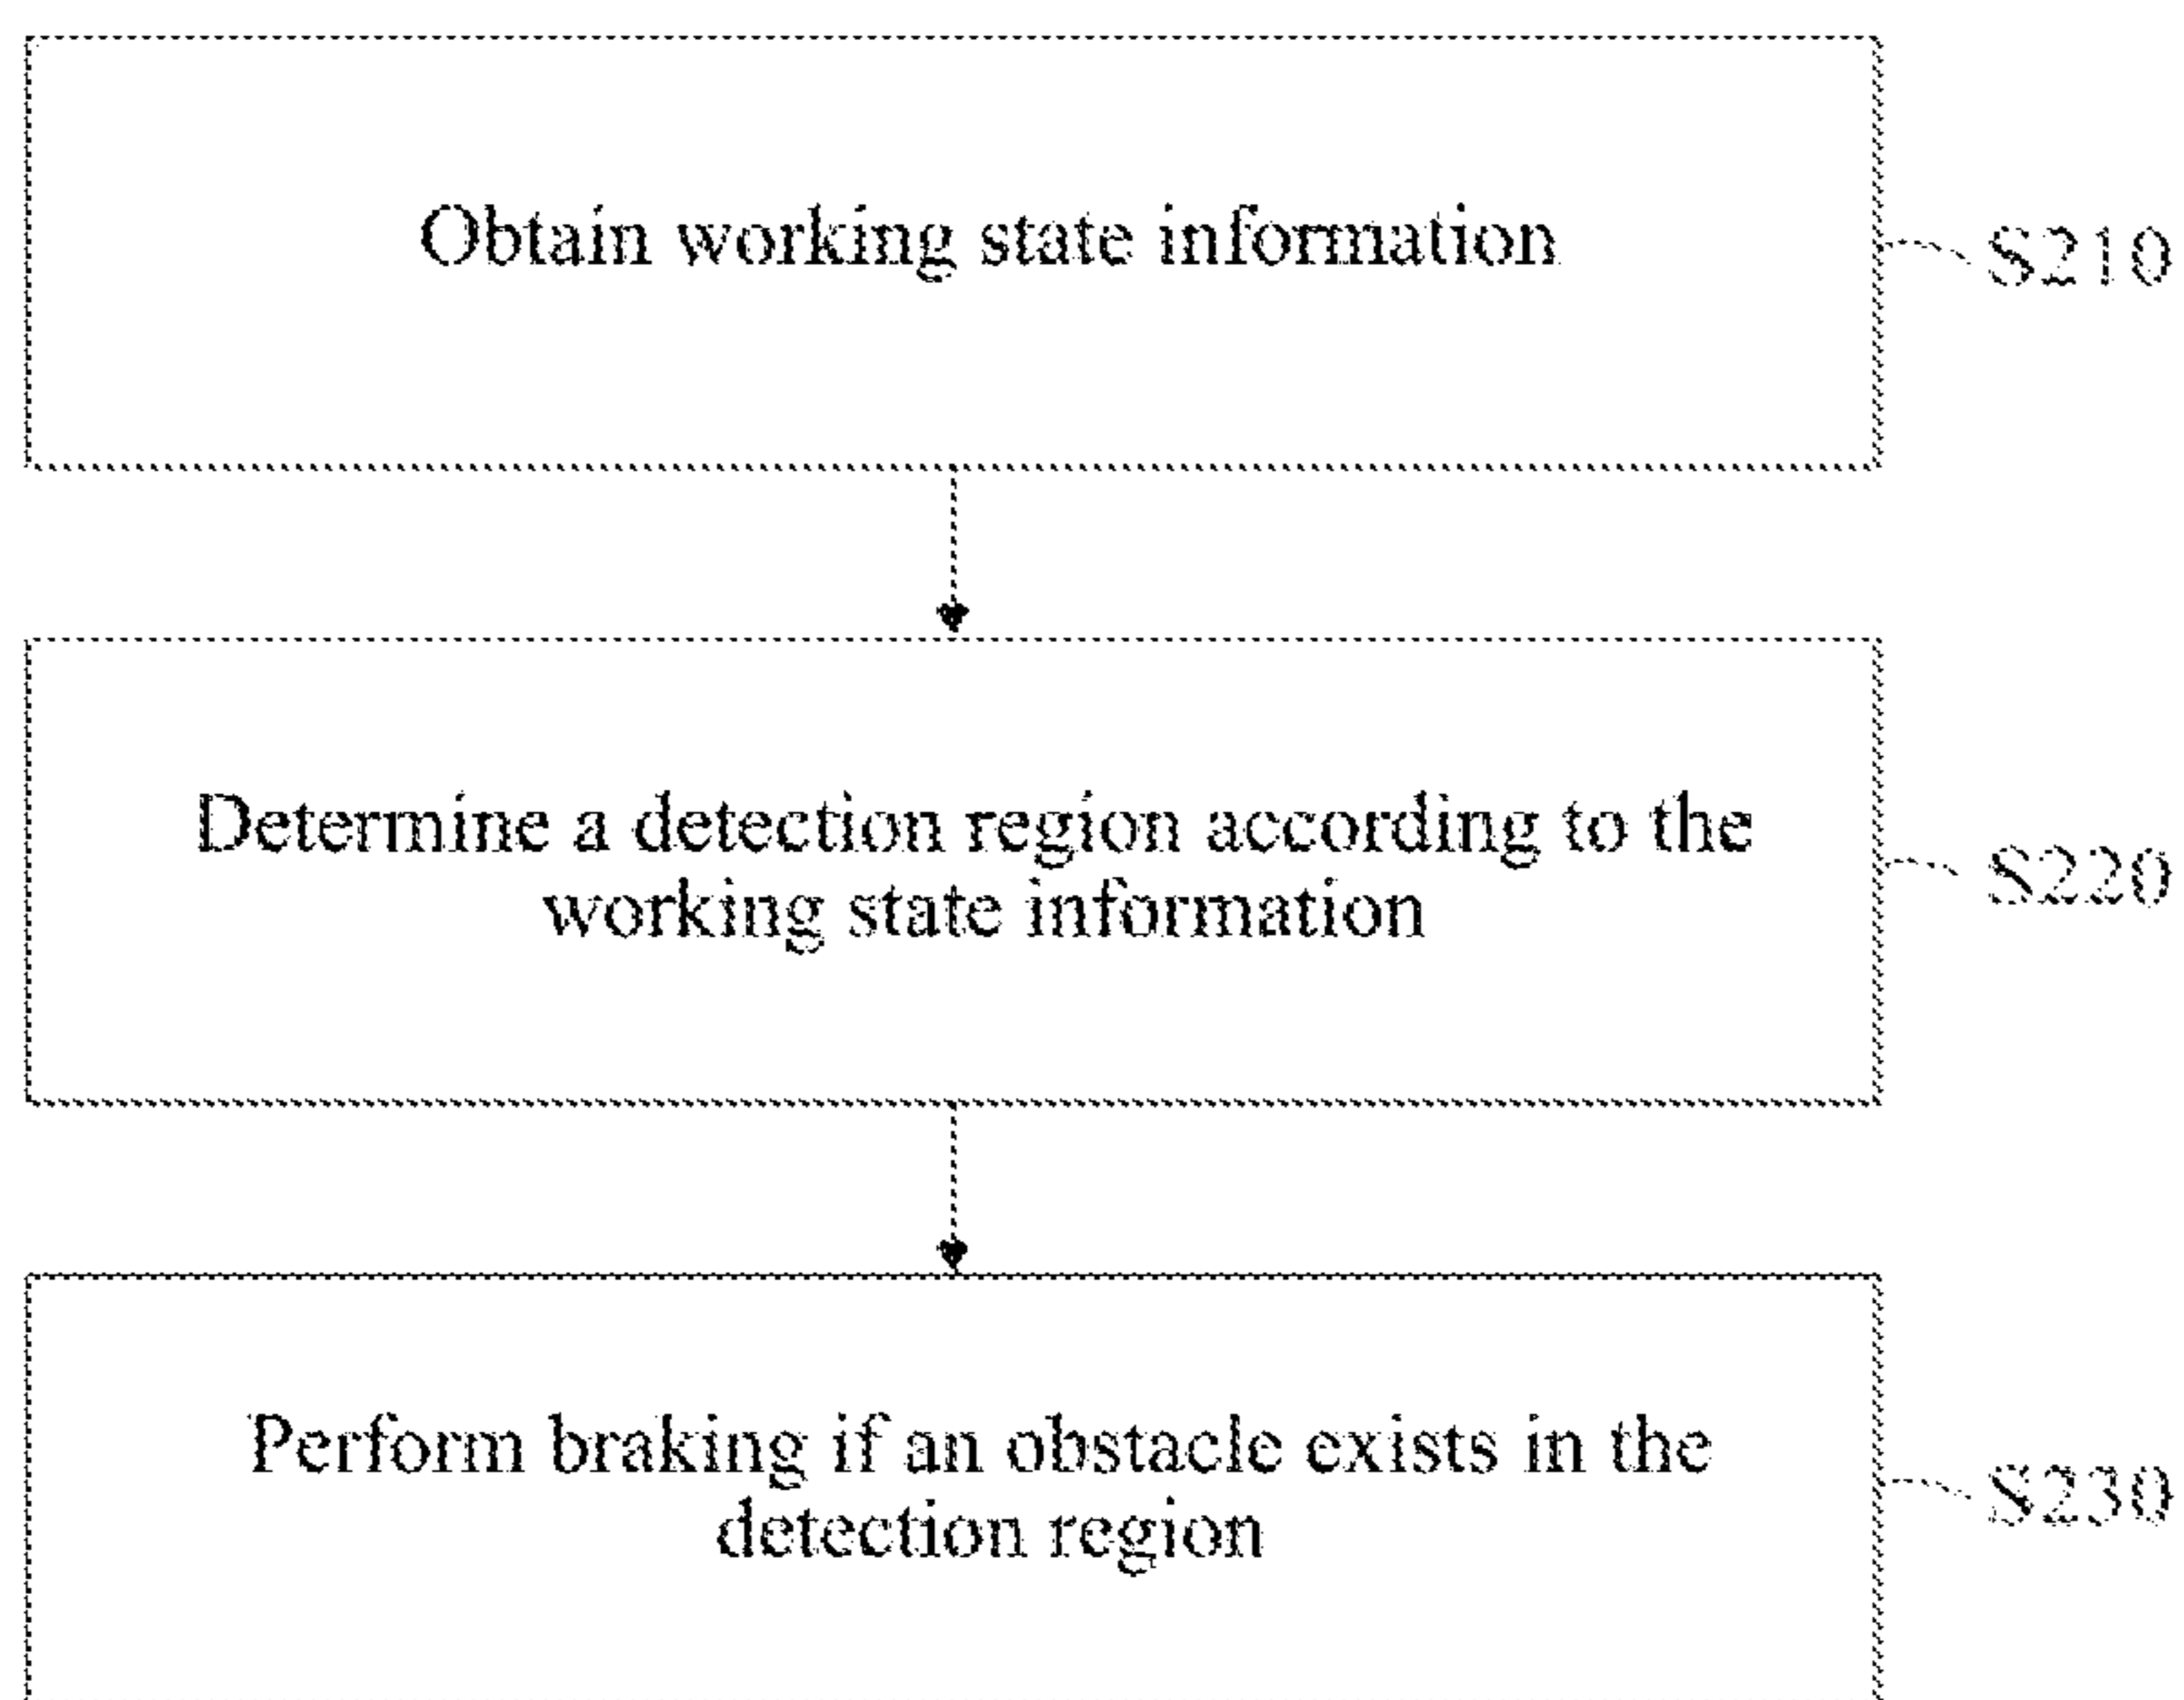 Obtain working state information
S210
Determine a detection region according to the
working state information
S220
Perform braking if an obstacle exists in the
detection region
S230